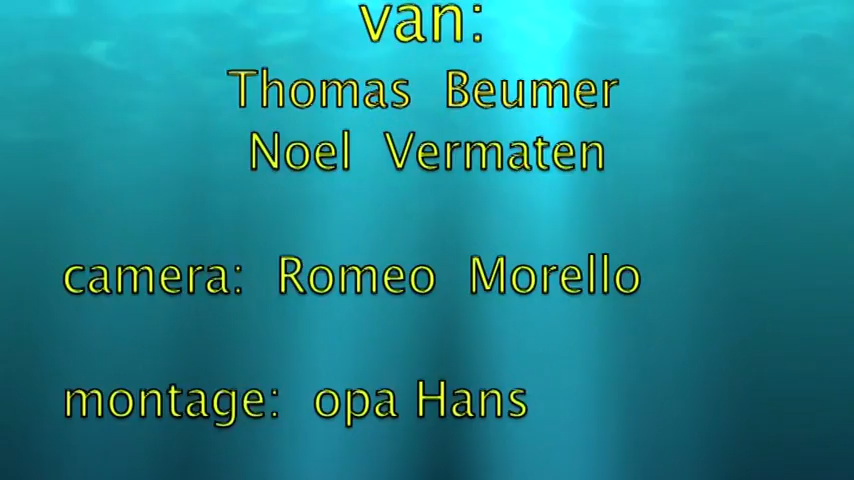 van:
Thomas Beumer
Noel Vermaten
camera: Romeo Morello
montage: opa Hans